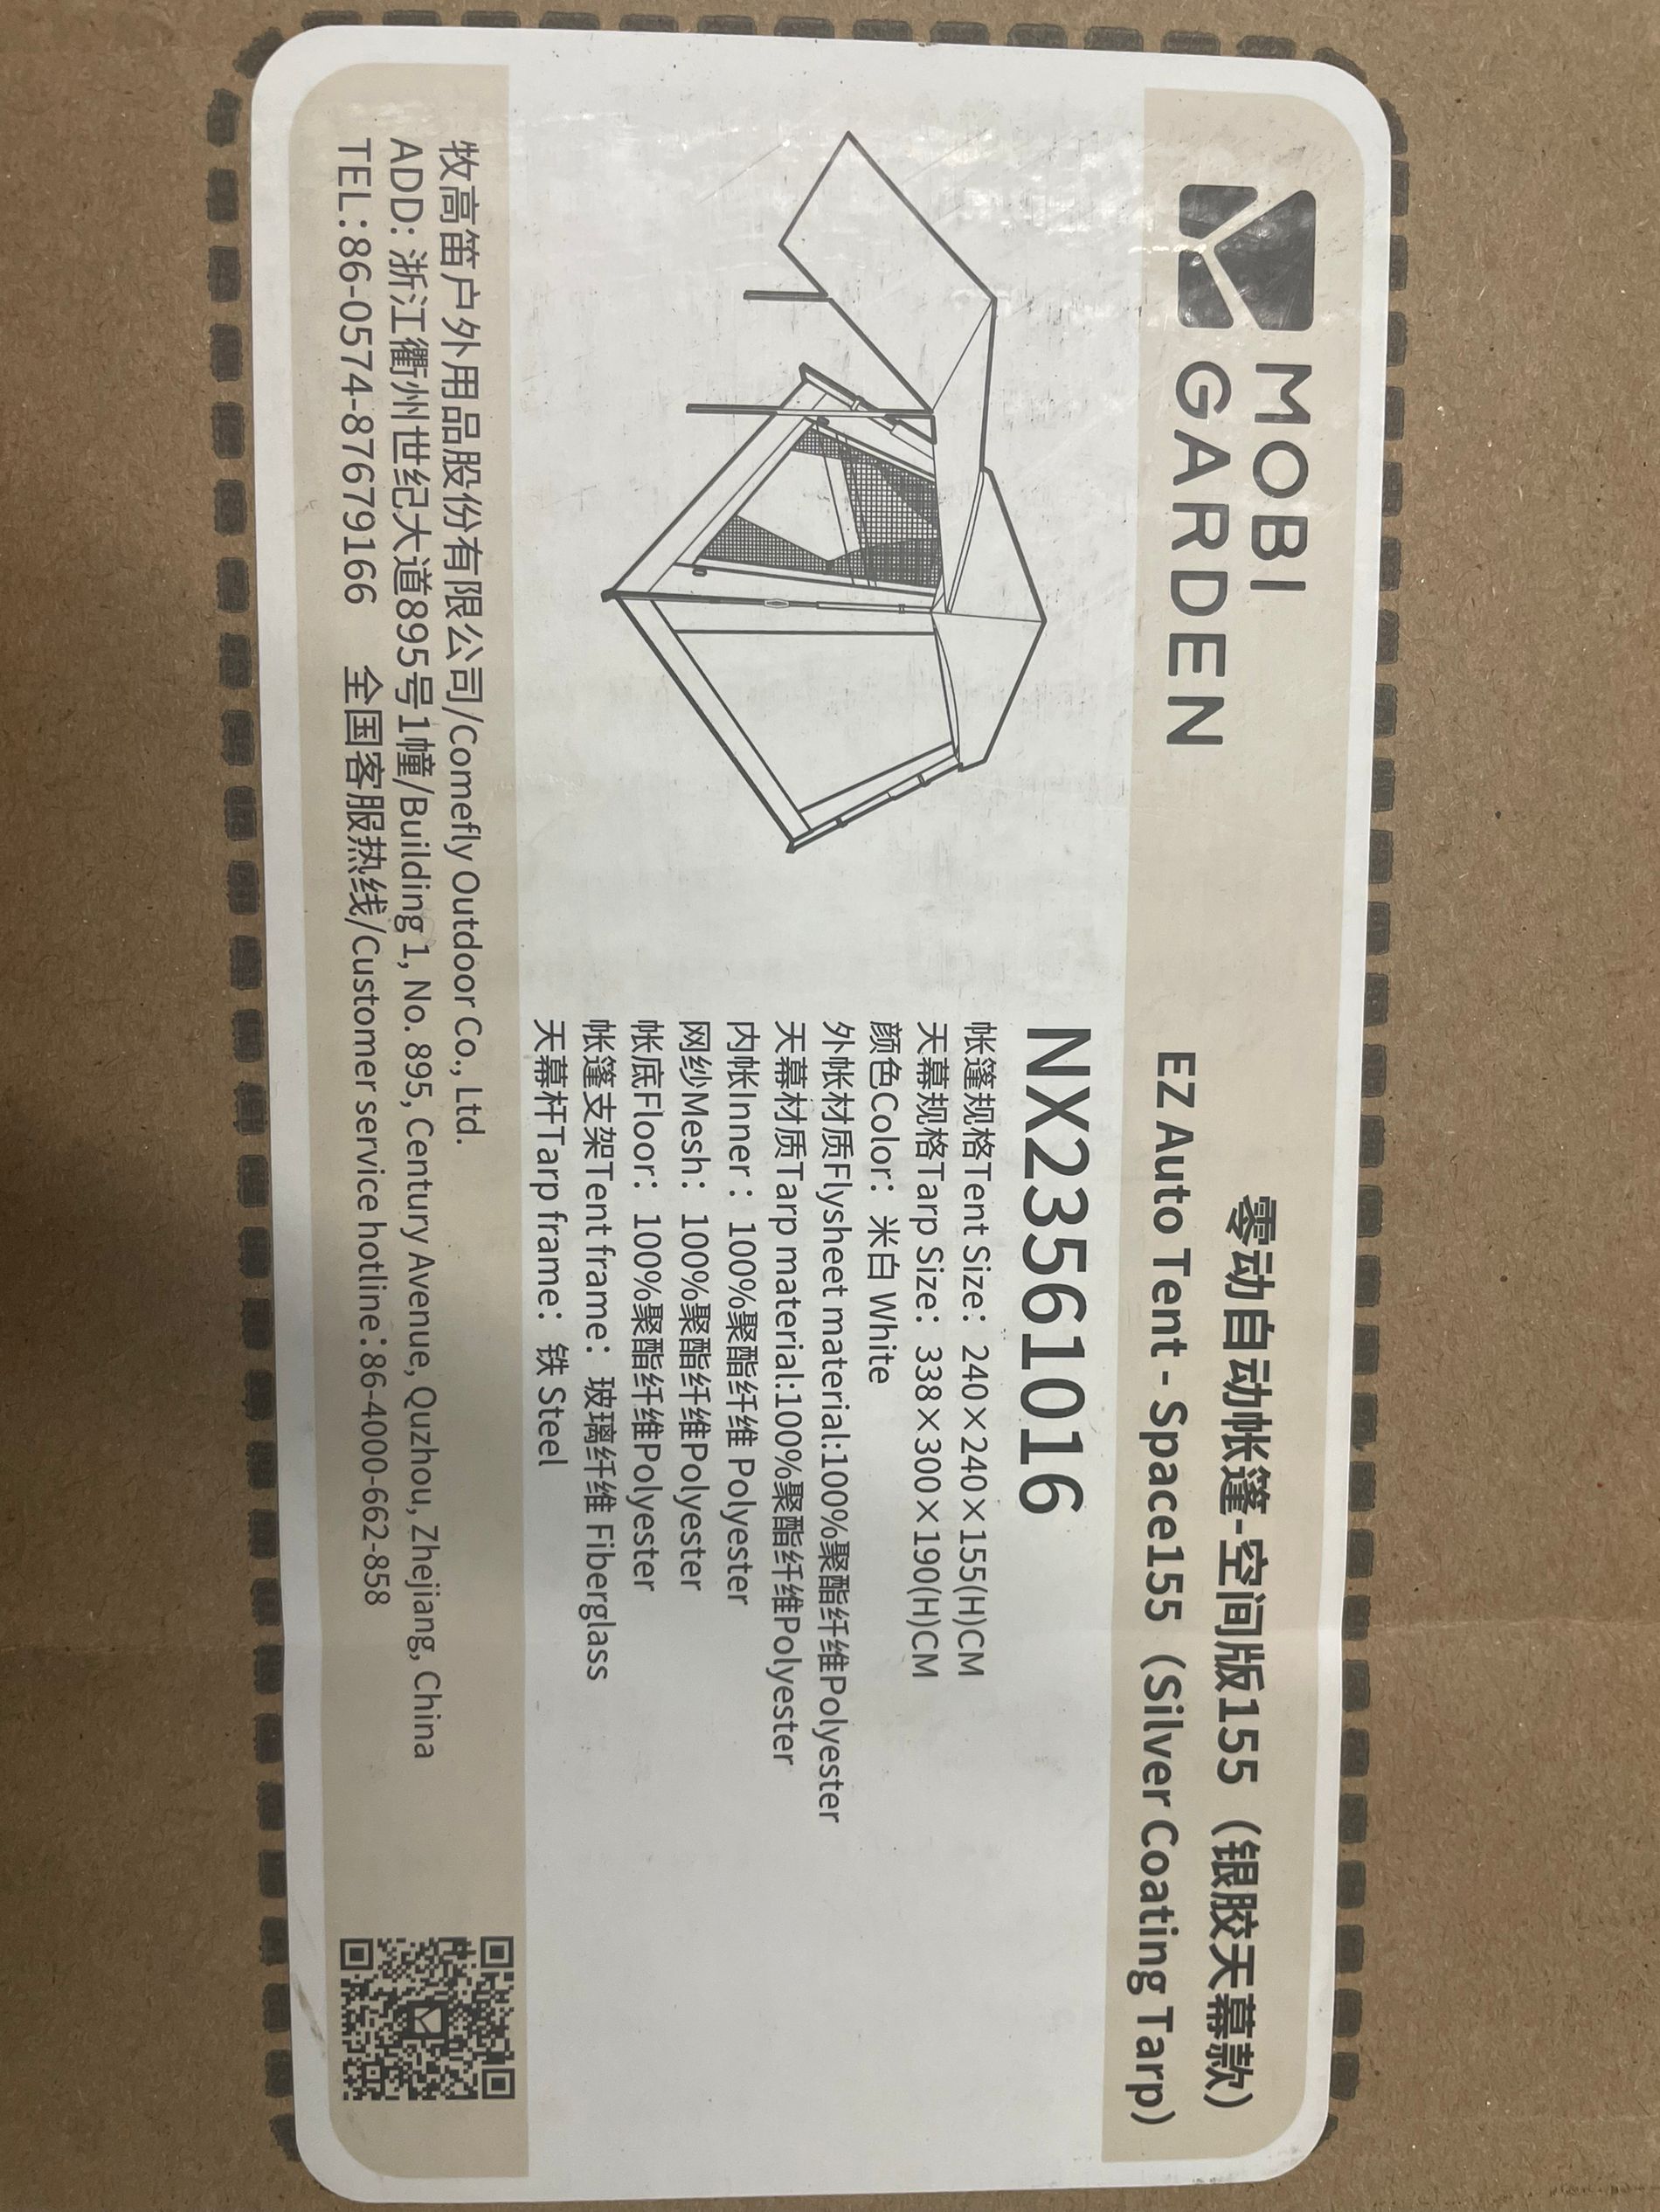 MOBI
GARDEN
零动自动帐篷-空间版155（银胶天幕款）
EZ Auto Tent - Space155（Silver Coating Tarp）
NX23561016
帐篷规格Tent Size：240×240×155(H)CM
天幕规格Tarp Size：338×300×190(H)CM
颜色Color：米白 White
外帐材质Flysheet material:100%聚酯纤维Polyester
天幕材质Tarp material:100%聚酯纤维Polyester
内帐Inner：100%聚酯纤维 Polyester
网纱Mesh：100%聚酯纤维Polyester
帐底Floor：100%聚酯纤维Polyester
帐篷支架Tent frame：玻璃纤维 Fiberglass
天幕杆Tarp frame：铁 Steel
牧高笛户外用品股份有限公司/Comefly Outdoor Co., Ltd.
ADD: 浙江衢州世纪大道895号1幢/Building 1, No. 895, Century Avenue, Quzhou, Zhejiang, China
TEL:86-0574-87679166 全国客服热线/Customer service hotline:86-4000-662-858